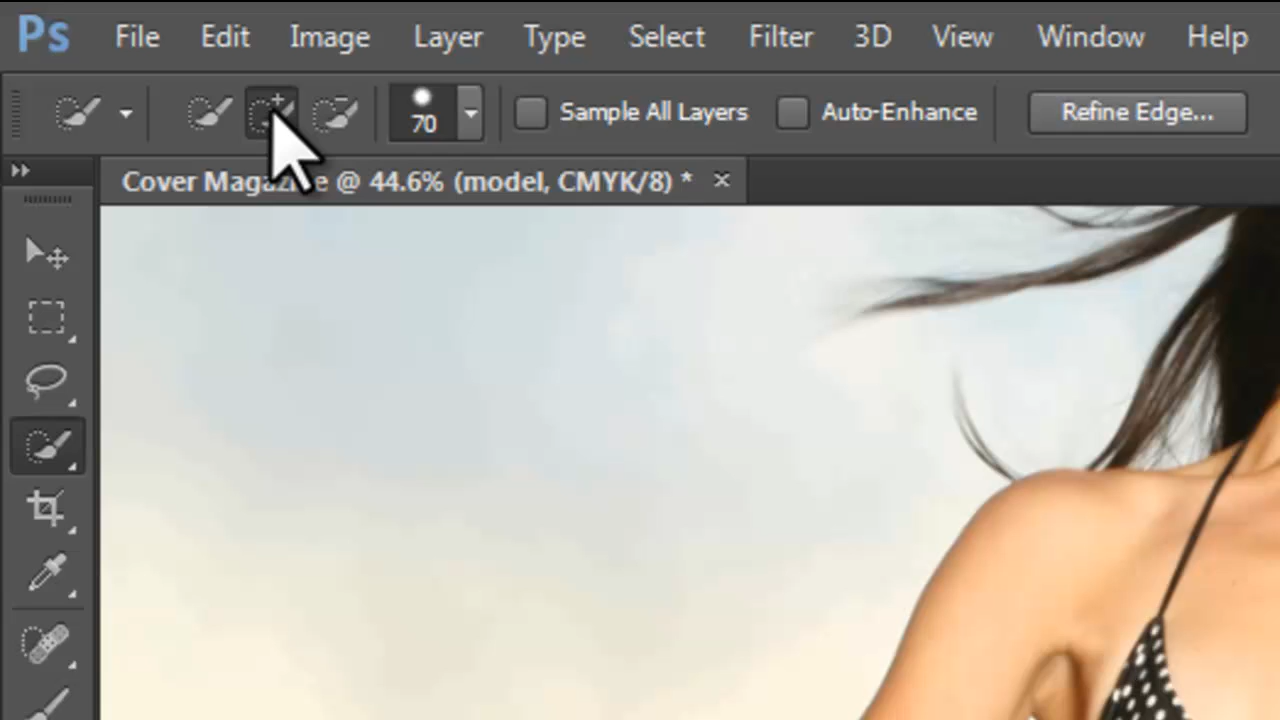 Ps File Edit Image Layer Type Select Filter 3D View Window Help
70 Sample All Layers Auto-Enhance Refine Edge...
Cover Magazine @ 44.6% (model, CMYK/8) * ×